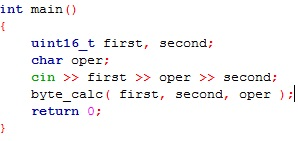 int main()
{
    uint16_t first, second;
    char oper;
    cin >> first >> oper >> second;
    byte_calc( first, second, oper );
    return 0;
}